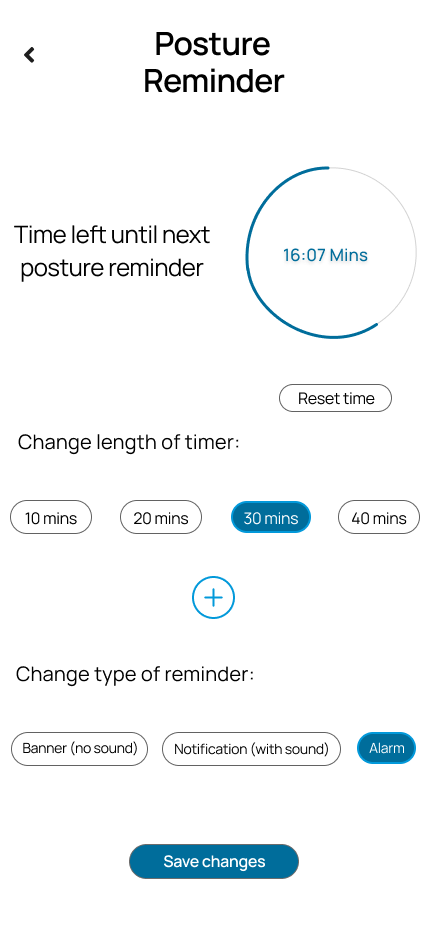 Posture
Reminder
Time left until next
posture reminder
16:07 Mins
Reset time
Change length of timer:
10 mins
20 mins
30 mins
40 mins
Change type of reminder:
Banner (no sound)
Notification (with sound)
Alarm
Save changes